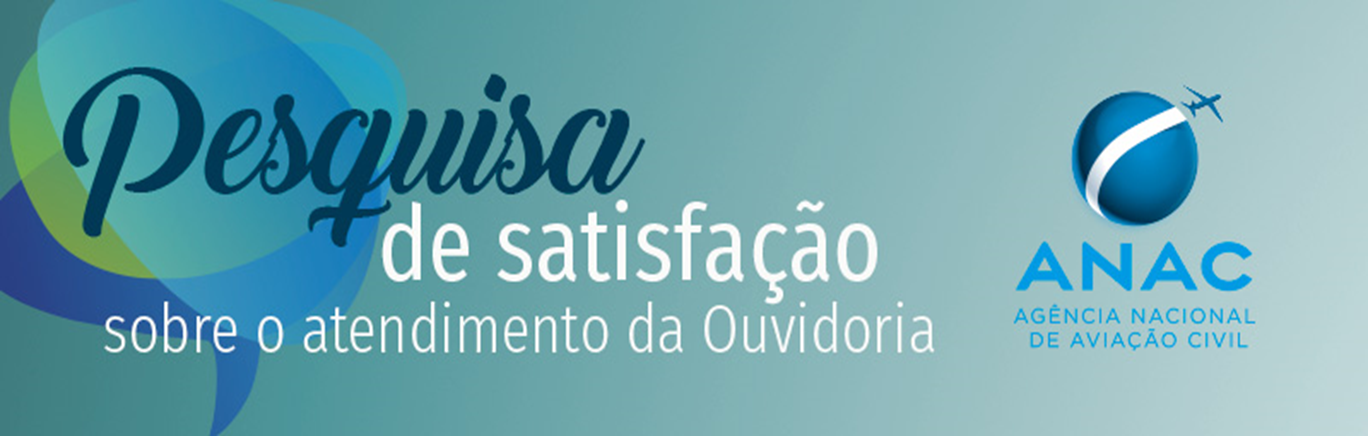 Pesquisa
de satisfação
sobre o atendimento da Ouvidoria
ANAC
AGÊNCIA NACIONAL
DE AVIAÇÃO CIVIL